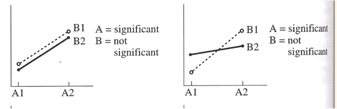 B1 A = significant
B2 B = not
significant
A1 A2
B1 A = significant
B2 B = not
significant
A1 A2